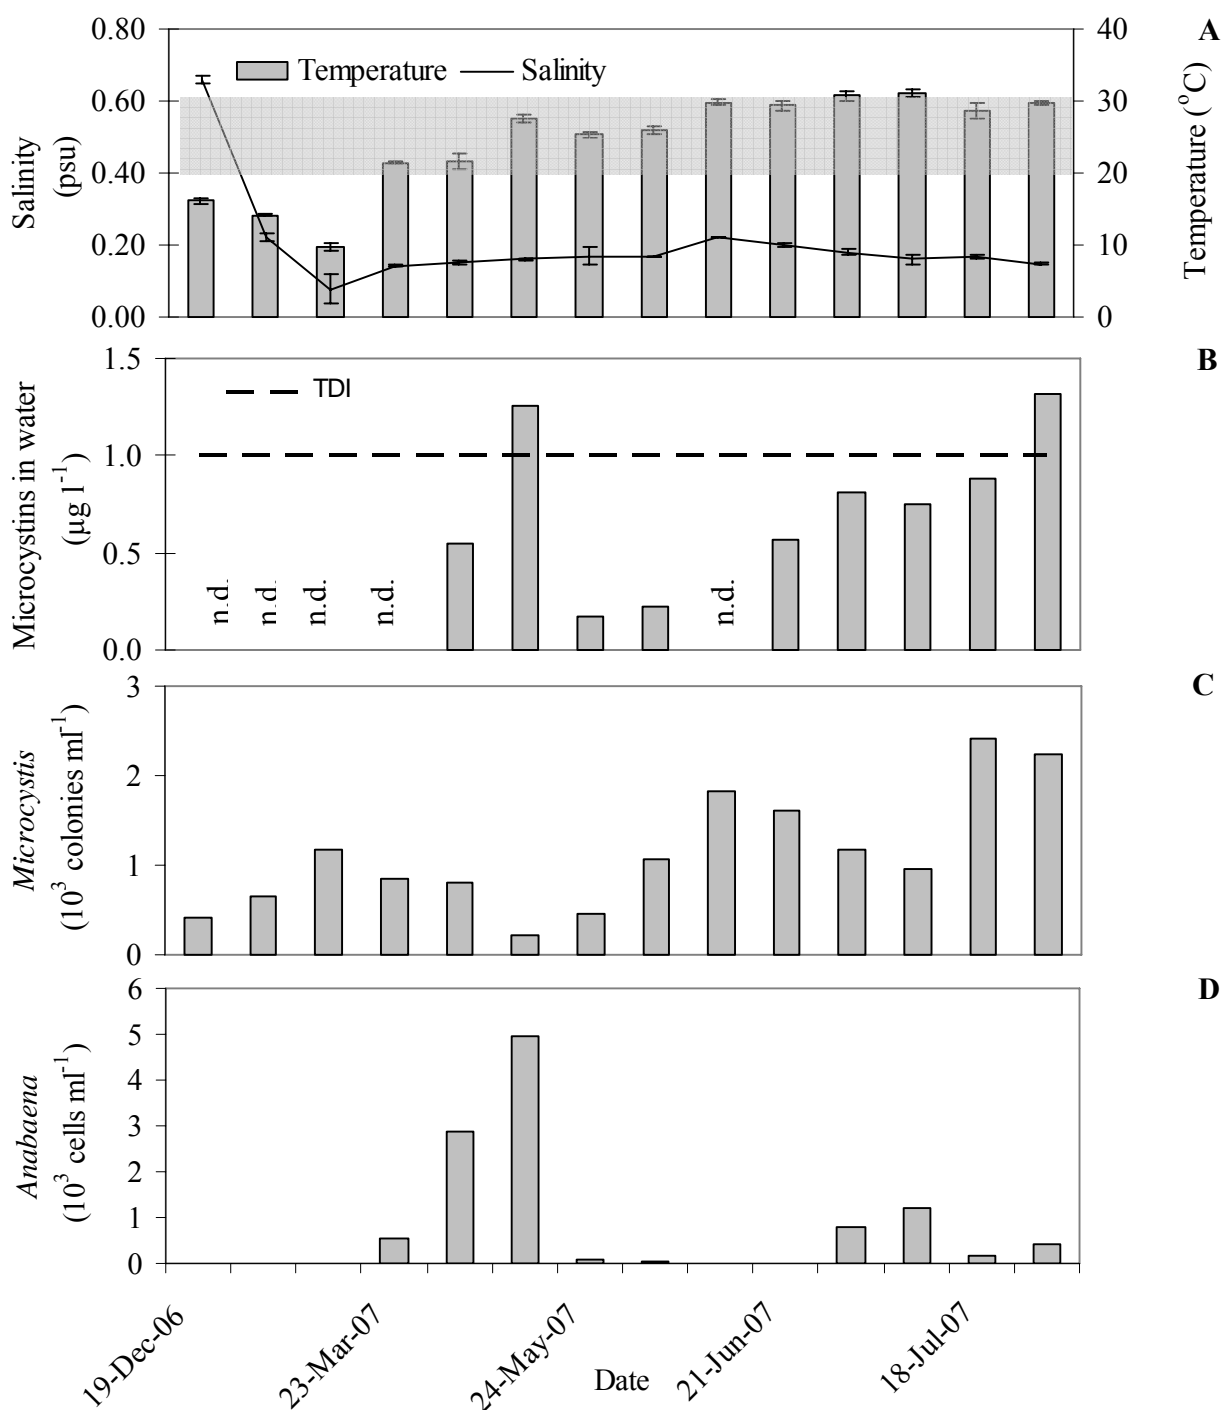 A
0.80
0.60
0.40
0.20
0.00
Salinity
(psu)
Temperature
Salinity
40
30
20
10
0
Temperature (°C)
B
1.5
1.0
0.5
0.0
Microcystins in water
(µg l-1)
TDI
n.d.
n.d.
n.d.
n.d.
n.d.
C
3
2
1
0
Microcystis
(10³ colonies ml-1)
D
6
5
4
3
2
1
0
Anabaena
(10³ cells ml-1)
19-Dec-06
23-Mar-07
24-May-07
21-Jun-07
18-Jul-07
Date